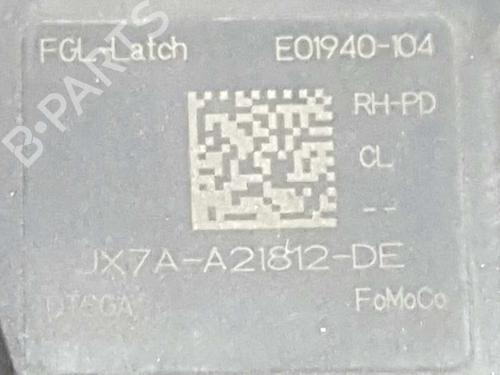 FGL-Latch E01940-104
RH-PD
CL
--
JX7A-A21812-DE
FoMoCo
B-PARTS